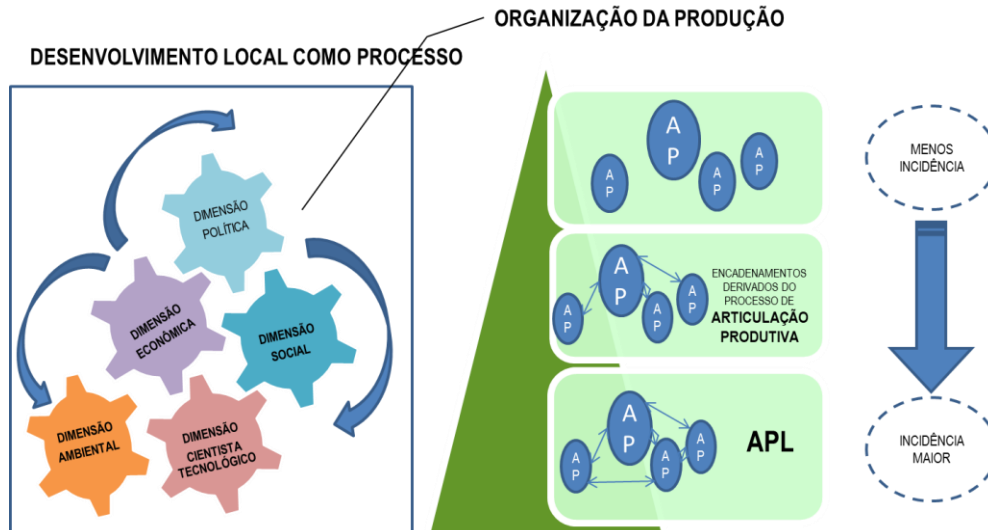 ORGANIZAÇÃO DA PRODUÇÃO
DESENVOLVIMENTO LOCAL COMO PROCESSO
DIMENSÃO
POLÍTICA
DIMENSÃO
ECONÔMICA
DIMENSÃO
SOCIAL
DIMENSÃO
AMBIENTAL
DIMENSÃO
CIENTISTA
TECNOLÓGICO
A
P
A
P
A
P
A
P
A
P
A
P
A
P
A
P
ENCADENAMENTOS
DERIVADOS DO
PROCESSO DE
ARTICULAÇÃO
PRODUTIVA
A
P
A
P
A
P
A
P
APL
MENOS
INCIDÊNCIA
INCIDÊNCIA
MAIOR